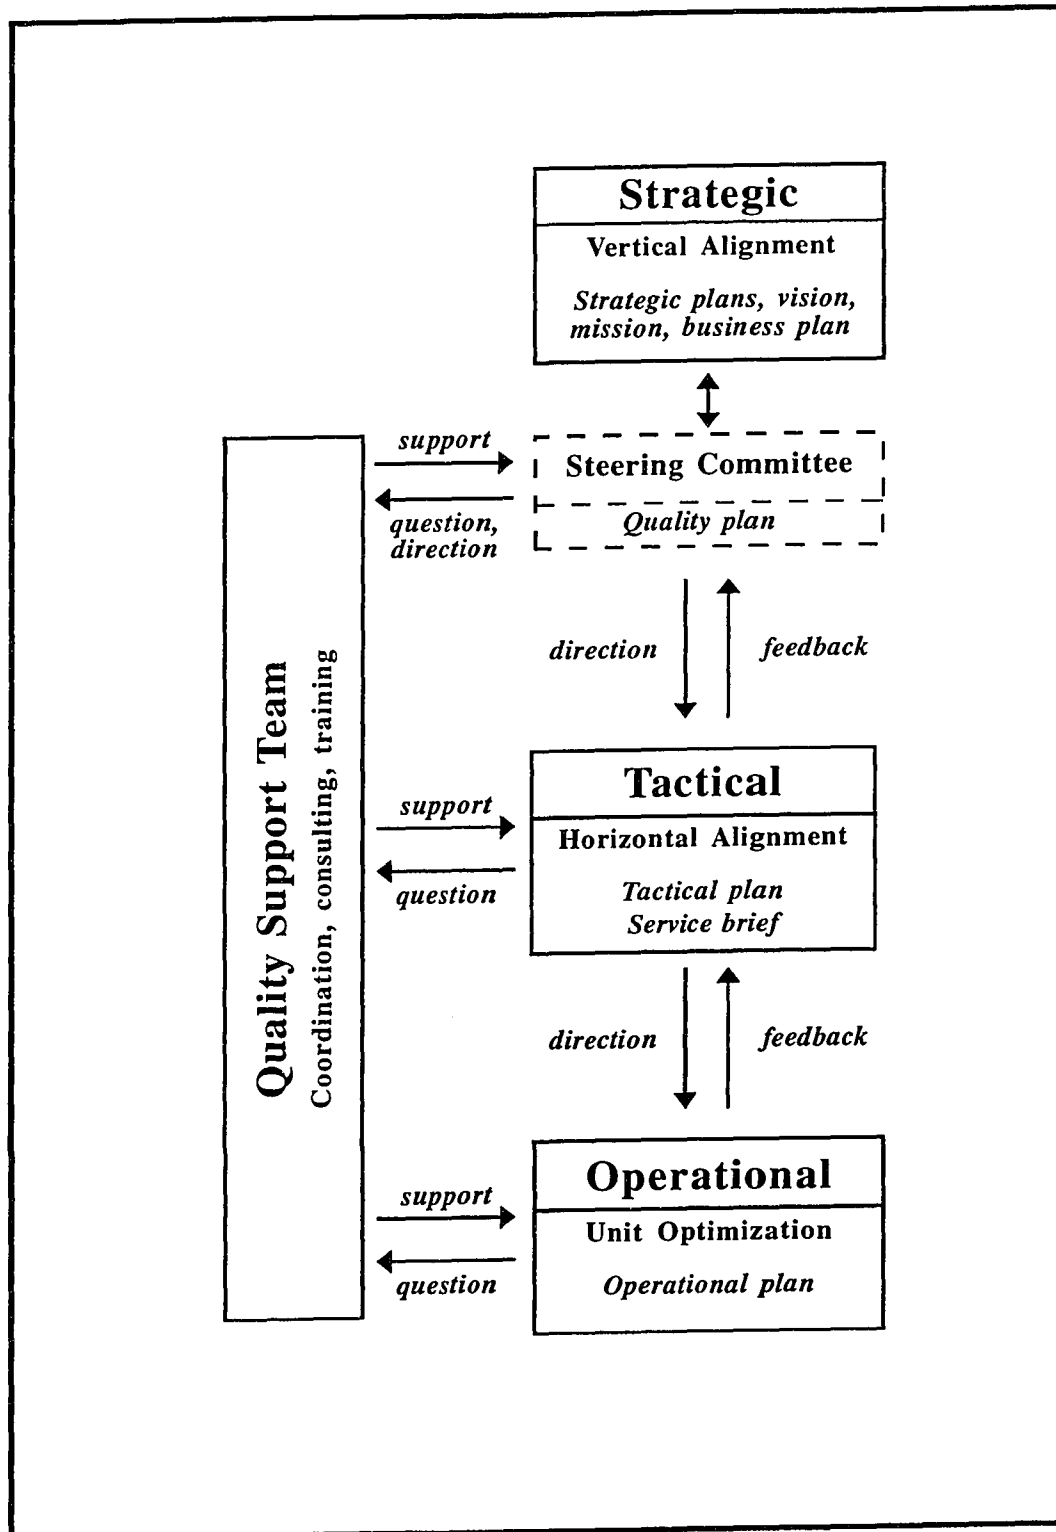 Strategic
Vertical Alignment
Strategic plans, vision,
mission, business plan
support
Steering Committee
question,
direction
Quality plan
direction
feedback
Quality Support Team
Coordination, consulting, training
support
Tactical
Horizontal Alignment
question
Tactical plan
Service brief
direction
feedback
support
Operational
Unit Optimization
question
Operational plan